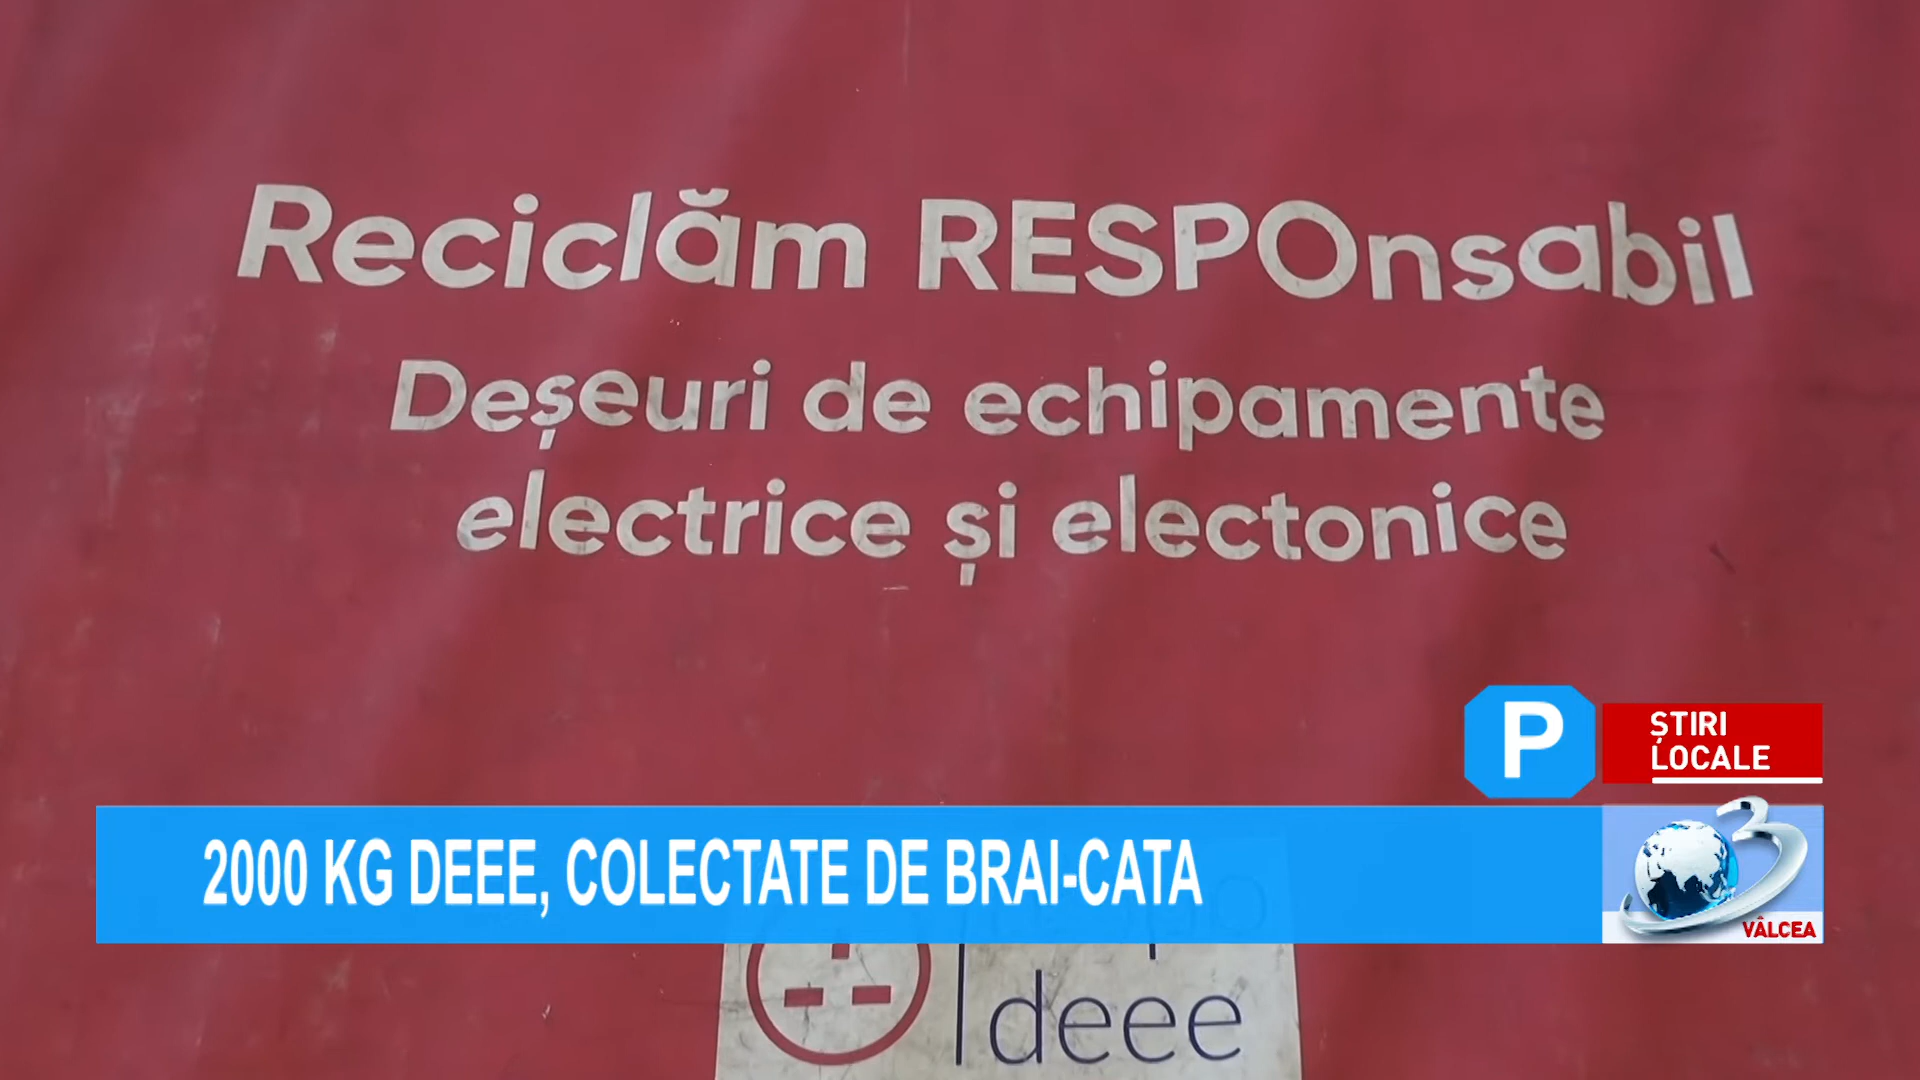 Reciclăm RESPOnsabil
Deșeuri de echipamente
electrice și electonice
P
ȘTIRI
LOCALE
2000 KG DEEE, COLECTATE DE BRAI-CATA
3
VÂLCEA
deee